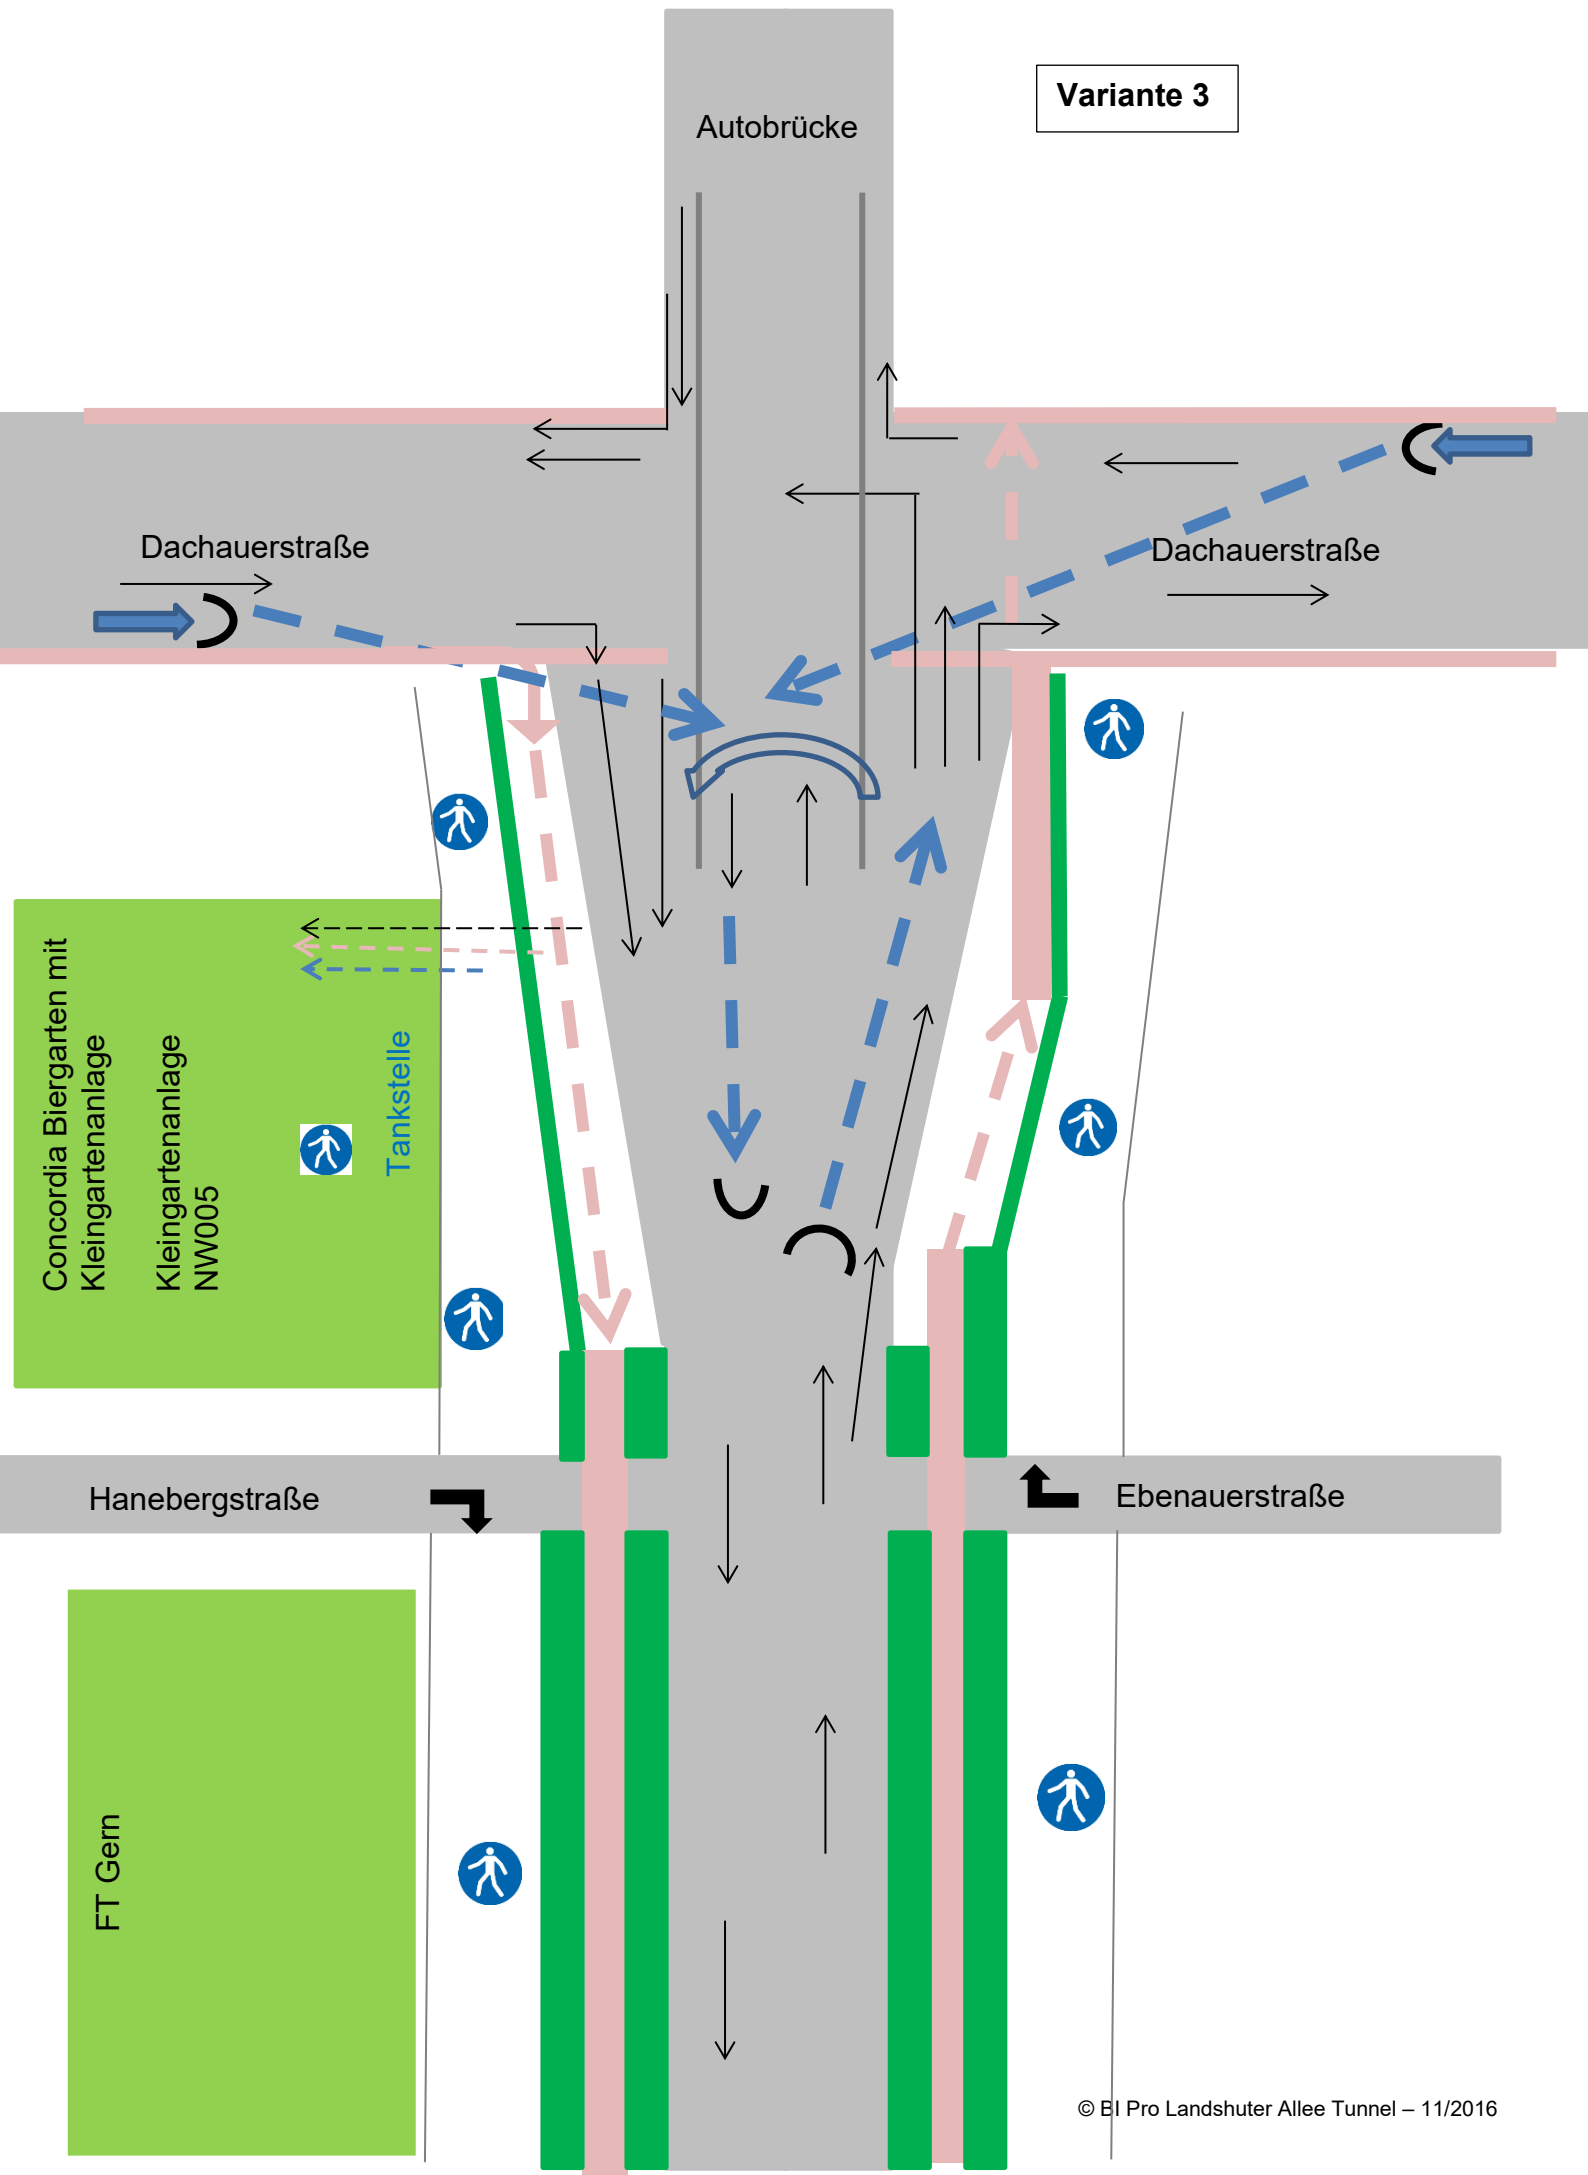 Variante 3
Autobrücke
Dachauerstraße
Dachauerstraße
Concordia Biergarten mit
Kleingartenanlage
Kleingartenanlage
NW005
Tankstelle
Hanebergstraße
Ebenauerstraße
FT Gern
© BI Pro Landshuter Allee Tunnel – 11/2016